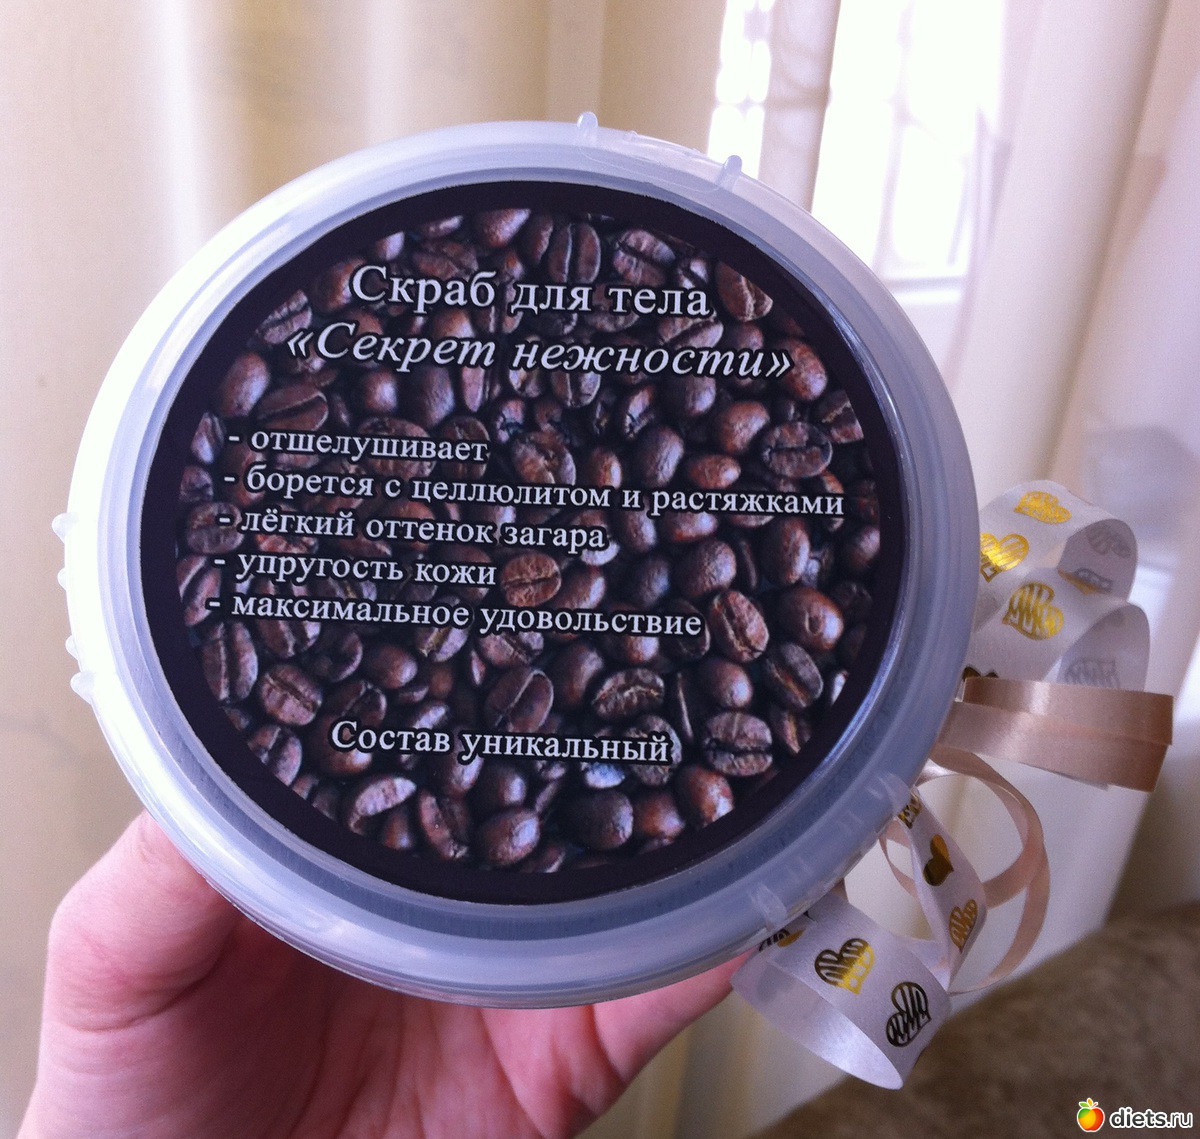 Скраб для тела
«Секрет нежности»
- отшелушивает
- борется с целлюлитом и растяжками
- лёгкий оттенок загара
- упругость кожи
- максимальное удовольствие
Состав уникальный
diets.ru